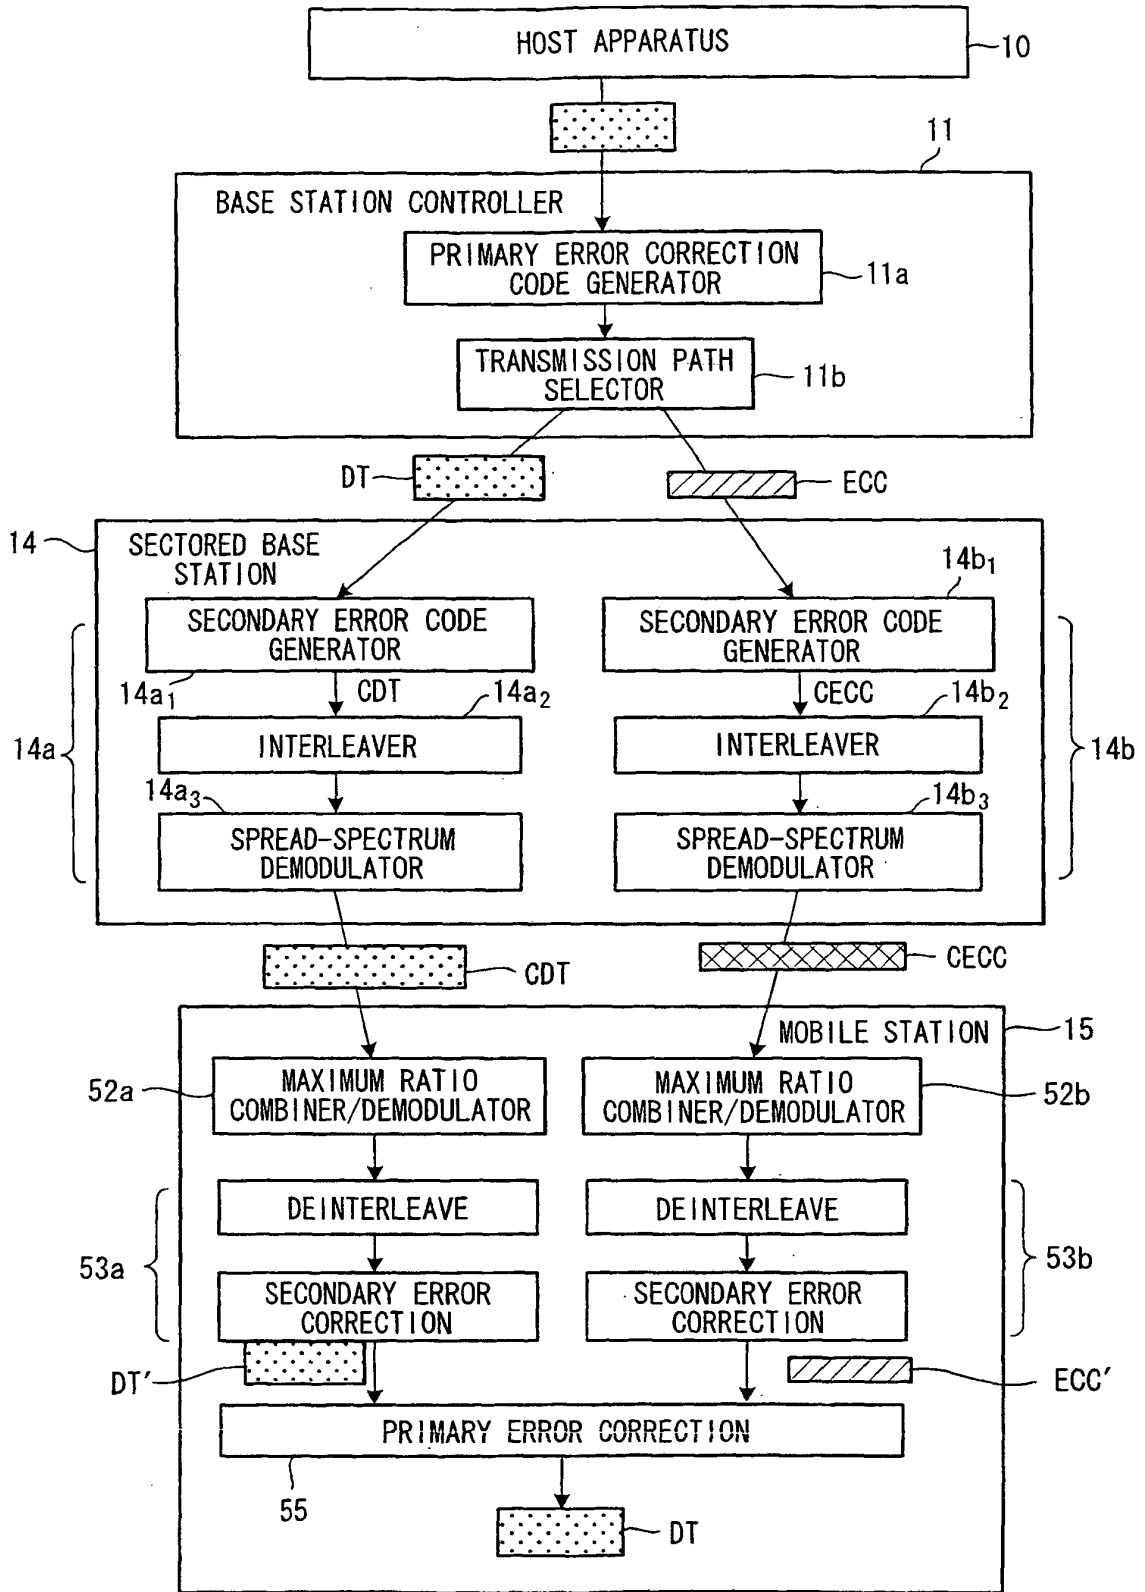 HOST APPARATUS
10
11
BASE STATION CONTROLLER
PRIMARY ERROR CORRECTION
CODE GENERATOR
11a
TRANSMISSION PATH
SELECTOR
11b
DT
ECC
14
SECTORED BASE
STATION
14b1
SECONDARY ERROR CODE
GENERATOR
SECONDARY ERROR CODE
GENERATOR
14a1
CDT
14a2
CECC
14b2
14a
INTERLEAVER
INTERLEAVER
14b
14a3
14b3
SPREAD-SPECTRUM
DEMODULATOR
SPREAD-SPECTRUM
DEMODULATOR
CDT
CECC
MOBILE STATION
15
52a
MAXIMUM RATIO
COMBINER/DEMODULATOR
MAXIMUM RATIO
COMBINER/DEMODULATOR
52b
DEINTERLEAVE
DEINTERLEAVE
53a
53b
SECONDARY ERROR
CORRECTION
SECONDARY ERROR
CORRECTION
DT'
ECC'
PRIMARY ERROR CORRECTION
55
DT